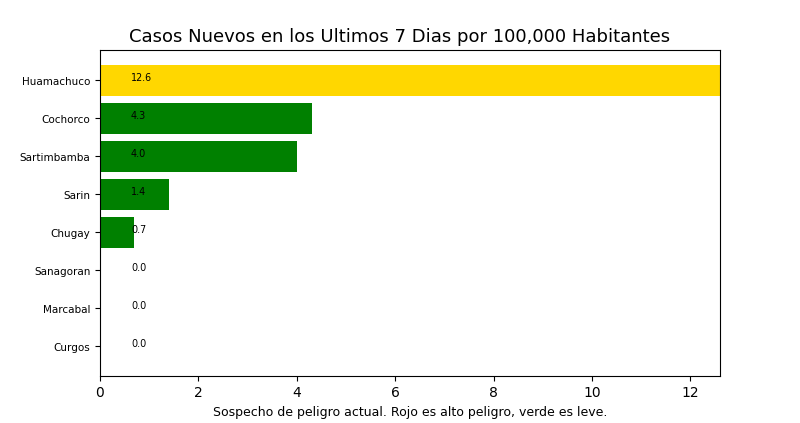 Casos Nuevos en los Ultimos 7 Dias por 100,000 Habitantes
Huamachuco 12.6
Cochorco 4.3
Sartimbamba 4.0
Sarin 1.4
Chugay 0.7
Sanagoran 0.0
Marcabal 0.0
Curgos 0.0
0 2 4 6 8 10 12
Sospecho de peligro actual. Rojo es alto peligro, verde es leve.